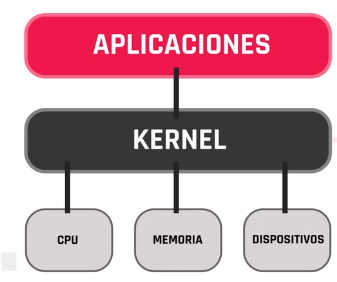 APLICACIONES
KERNEL
CPU
MEMORIA
DISPOSITIVOS